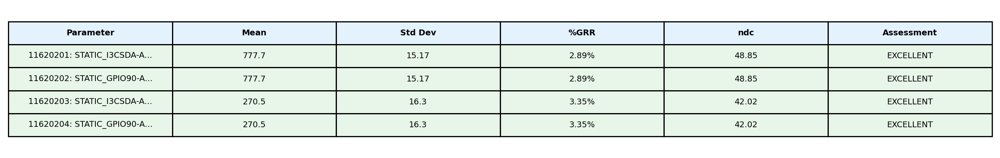 Parameter Mean Std Dev %GRR ndc Assessment
11620201: STATIC_I3CSDA-A... 777.7 15.17 2.89% 48.85 EXCELLENT
11620202: STATIC_GPIO90-A... 777.7 15.17 2.89% 48.85 EXCELLENT
11620203: STATIC_I3CSDA-A... 270.5 16.3 3.35% 42.02 EXCELLENT
11620204: STATIC_GPIO90-A... 270.5 16.3 3.35% 42.02 EXCELLENT